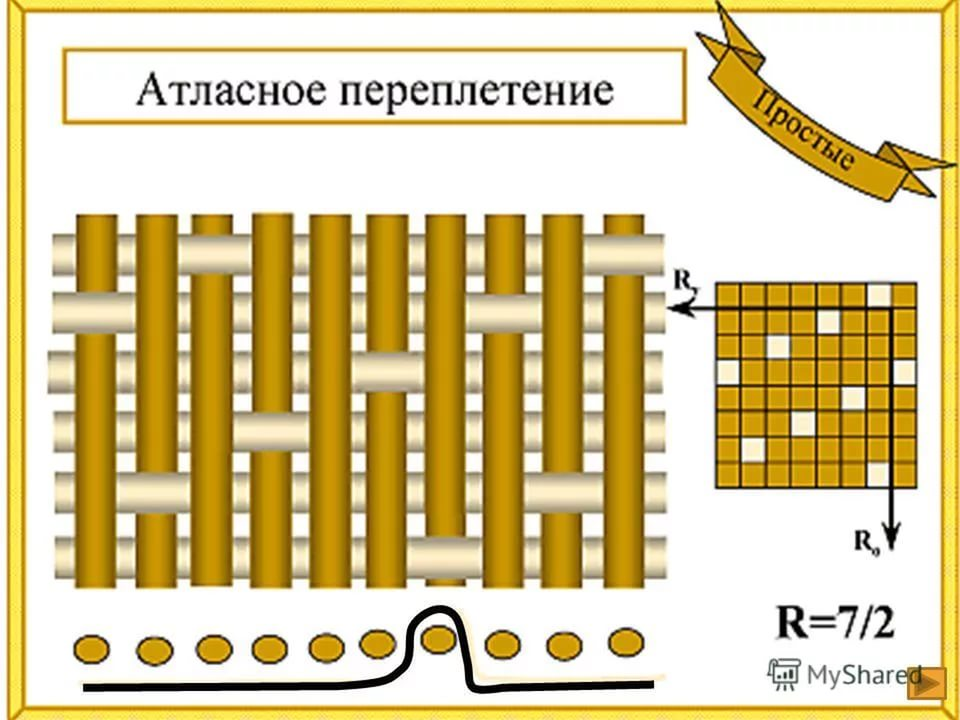 Простые
Атласное переплетение
Rу
Rо
R=7/2
MyShared